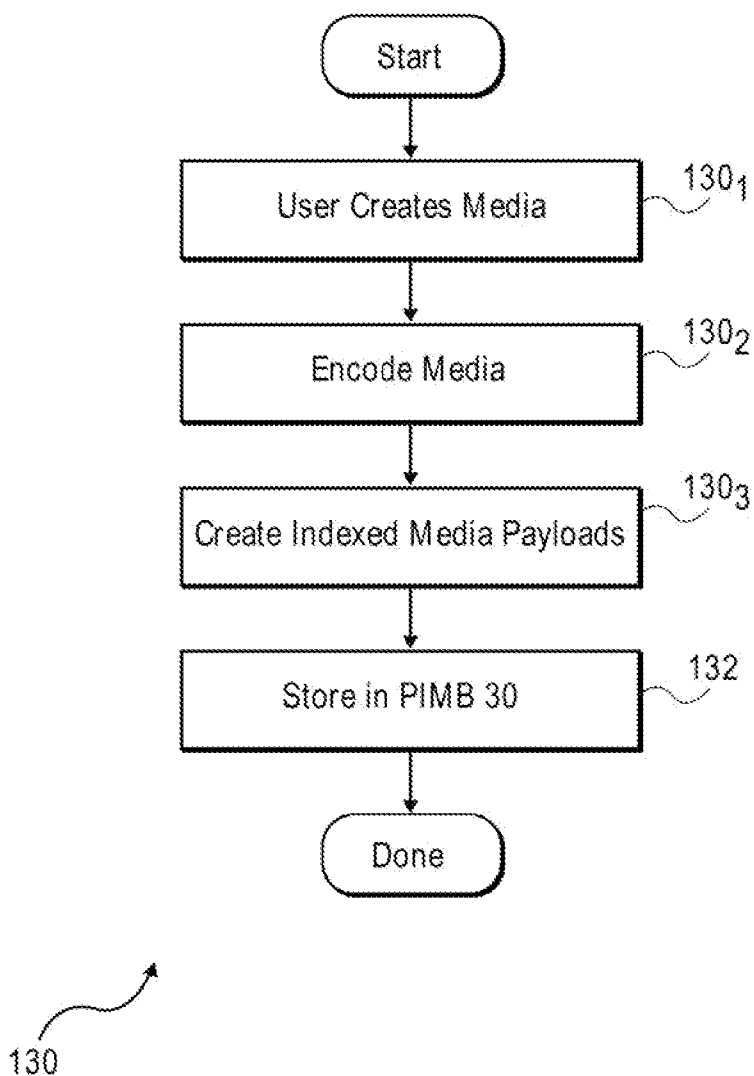 Start
User Creates Media
130₁
Encode Media
130₂
Create Indexed Media Payloads
130₃
Store in PIMB 30
132
Done
130